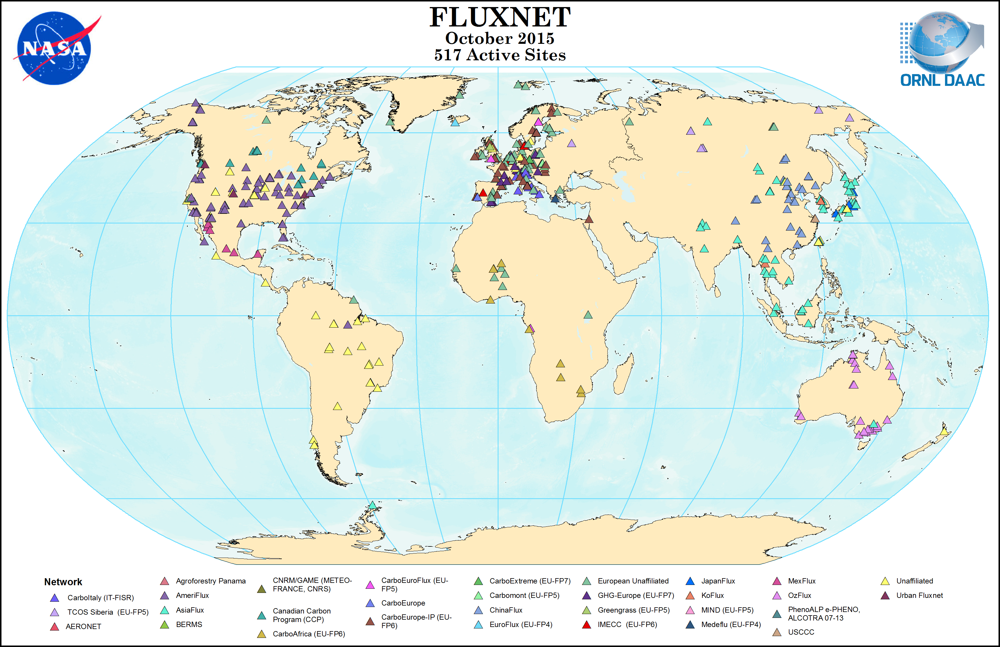 FLUXNET
October 2015
517 Active Sites
NASA
ORNL DAAC
Network
CarboItaly (IT-FISR)
TCOS Siberia (EU-FP5)
AERONET
Agroforestry Panama
AmeriFlux
AsiaFlux
BERMS
CNRM/GAME (METEO-
FRANCE, CNRS)
Canadian Carbon
Program (CCP)
CarboAfrica (EU-FP6)
CarboEuroFlux (EU-
FP5)
CarboEurope
CarboEurope-IP (EU-
FP6)
CarboExtreme (EU-FP7)
Carbomont (EU-FP5)
ChinaFlux
EuroFlux (EU-FP4)
European Unaffiliated
GHG-Europe (EU-FP7)
Greengrass (EU-FP5)
IMECC (EU-FP6)
JapanFlux
KoFlux
MIND (EU-FP5)
Medeflu (EU-FP4)
MexFlux
OzFlux
PhenoALP e-PHENO,
ALCOTRA 07-13
USCCC
Unaffiliated
Urban Fluxnet